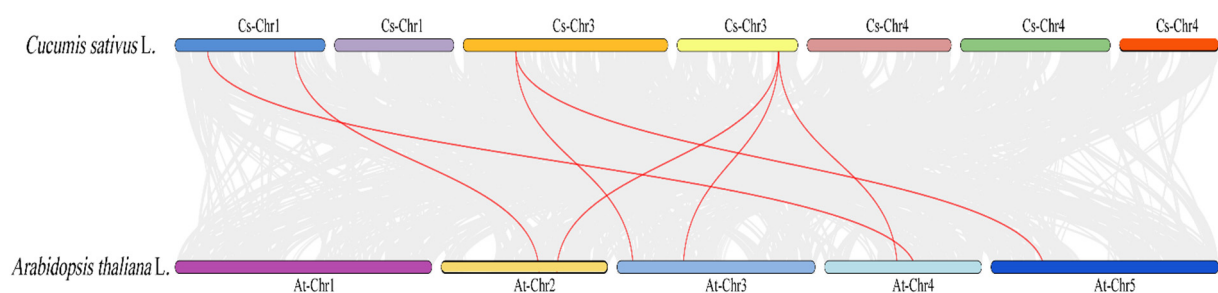 Cs-Chr1 Cs-Chr1 Cs-Chr3 Cs-Chr3 Cs-Chr4 Cs-Chr4 Cs-Chr4
Cucumis sativus L.
Arabidopsis thaliana L.
At-Chr1 At-Chr2 At-Chr3 At-Chr4 At-Chr5